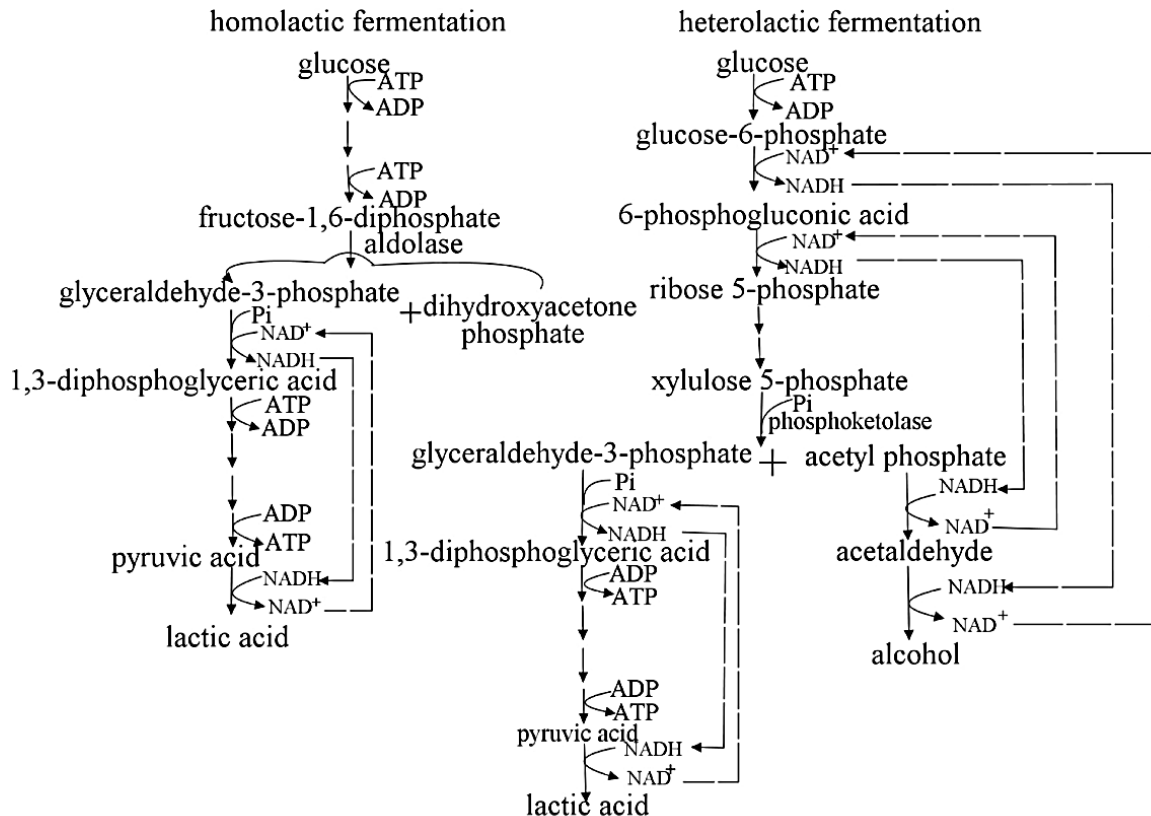 homolactic fermentation
glucose
ATP
ADP
ATP
ADP
fructose-1,6-diphosphate
aldolase
glyceraldehyde-3-phosphate
+ dihydroxyacetone
phosphate
Pi
NAD+
NADH
1,3-diphosphoglyceric acid
ATP
ADP
ADP
ATP
pyruvic acid
NADH
NAD+
lactic acid
heterolactic fermentation
glucose
ATP
ADP
glucose-6-phosphate
NAD+
NADH
6-phosphogluconic acid
NAD+
NADH
ribose 5-phosphate
xylulose 5-phosphate
Pi
phosphoketolase
glyceraldehyde-3-phosphate + acetyl phosphate
Pi
NAD+
NADH
1,3-diphosphoglyceric acid
ADP
ATP
ADP
ATP
pyruvic acid
NADH
NAD+
lactic acid
NADH
NAD+
acetaldehyde
NADH
NAD+
alcohol